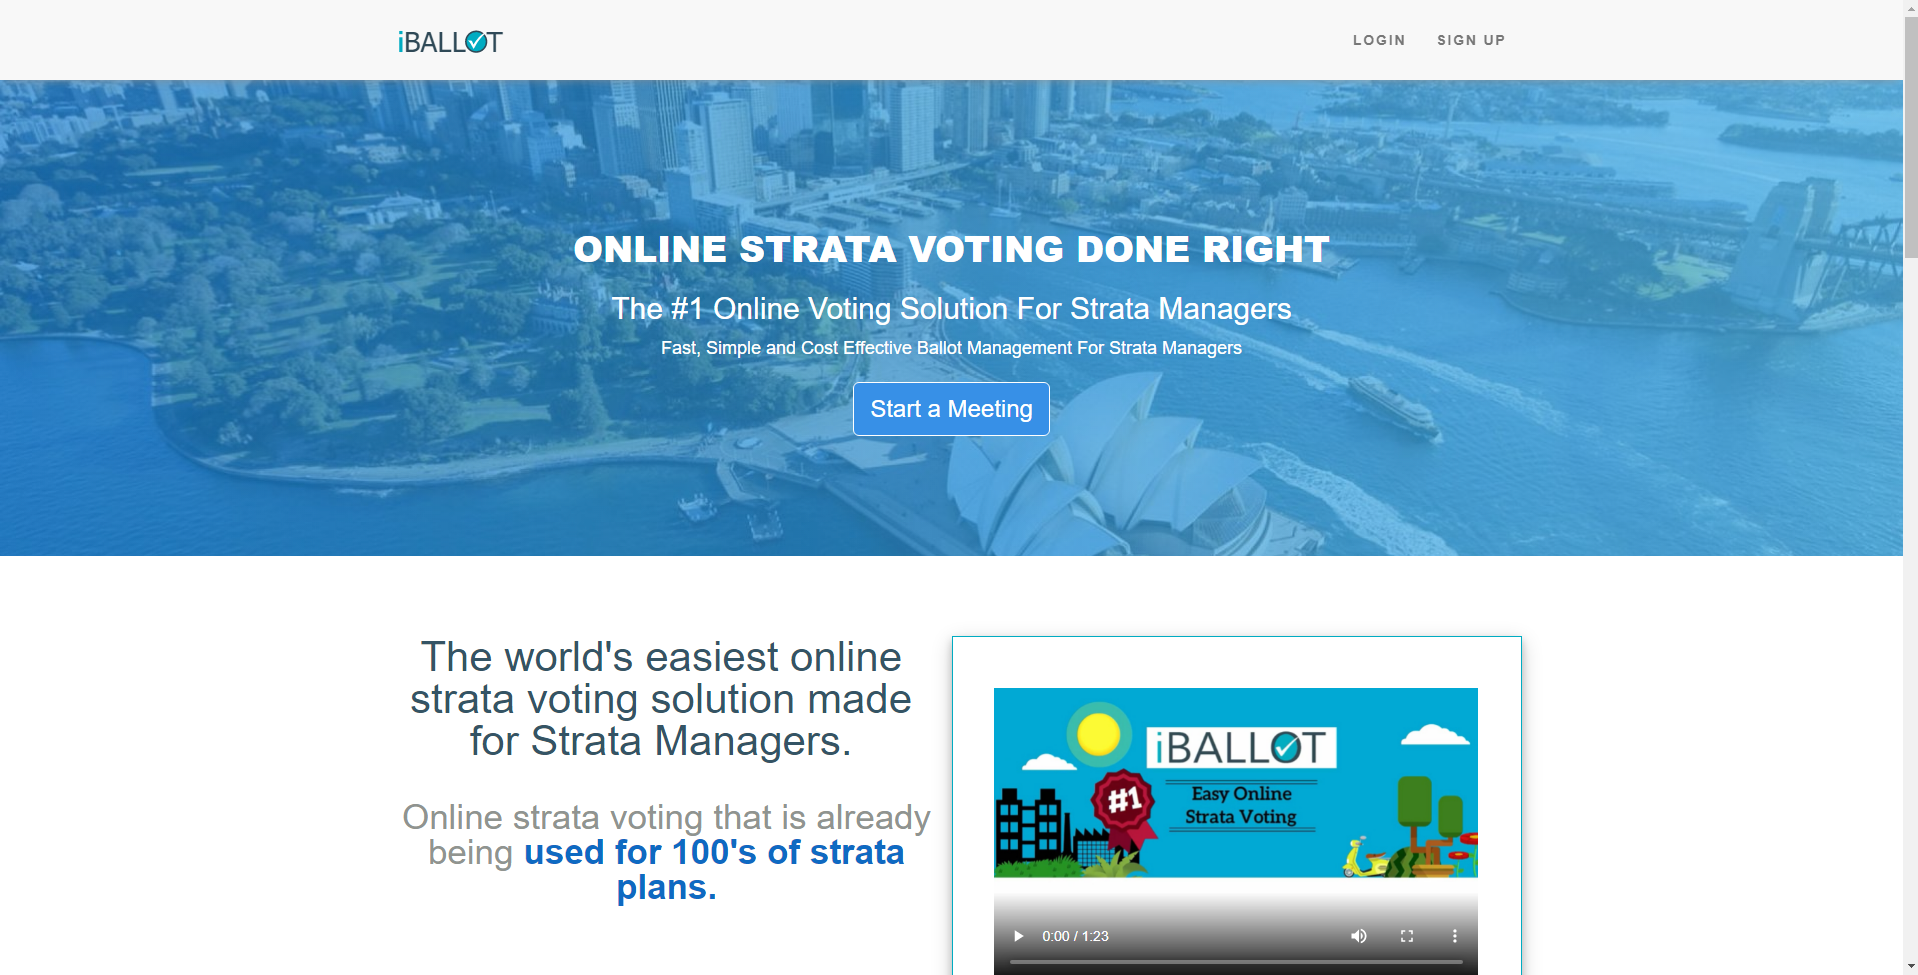 iBALLOT
LOGIN SIGN UP
ONLINE STRATA VOTING DONE RIGHT
The #1 Online Voting Solution For Strata Managers
Fast, Simple and Cost Effective Ballot Management For Strata Managers
Start a Meeting
The world's easiest online
strata voting solution made
for Strata Managers.
Online strata voting that is already
being used for 100's of strata
plans.
iBALLOT
#1
Easy Online
Strata Voting
0:00 / 1:23